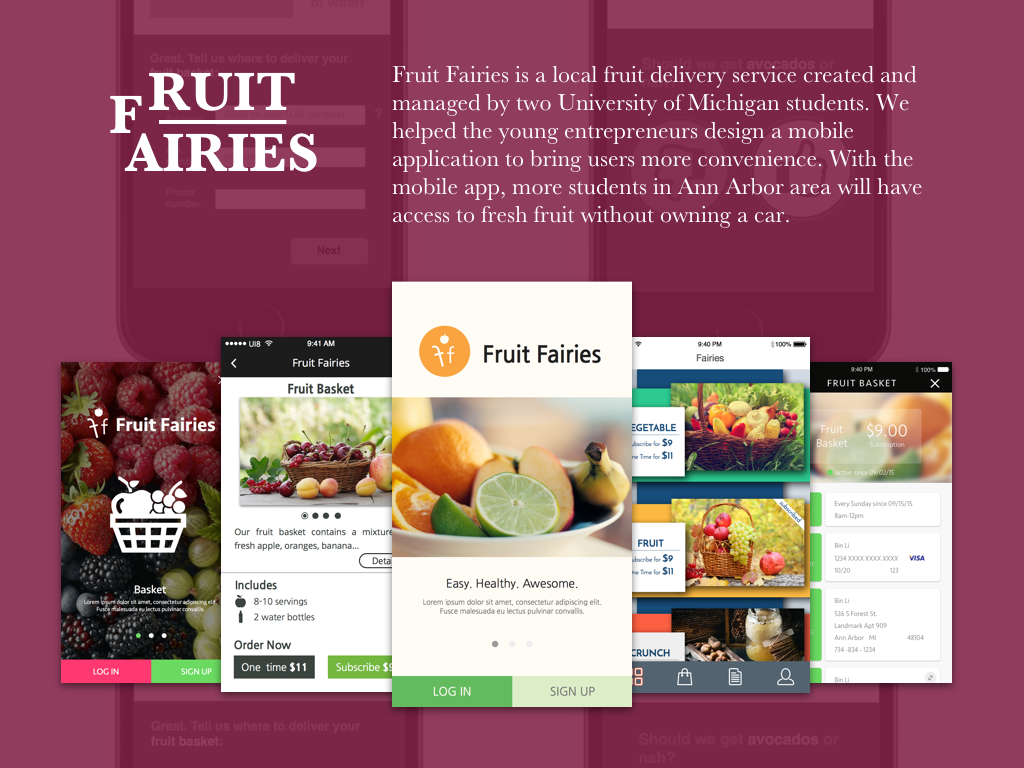 of water
Great. Tell us where to deliver your
fruit basket:
Should we get avocados or
nah?
FRUIT
FAIRIES
?
Phone
number
Next
Fruit Fairies is a local fruit delivery service created and
managed by two University of Michigan students. We
helped the young entrepreneurs design a mobile
application to bring users more convenience. With the
mobile app, more students in Ann Arbor area will have
access to fresh fruit without owning a car.
Fruit Fairies
Basket
Lorem ipsum dolor sit amet, consectetur adipiscing elit.
Fusce malesuada eu lectus pulvinar convallis.
LOG IN
SIGN UP
UI8
9:41 AM
Fruit Fairies
Fruit Basket
Our fruit basket contains a mixture
fresh apple, oranges, banana...
Deta
Includes
8-10 servings
2 water bottles
Order Now
One time $11
Subscribe $9
Fruit Fairies
Easy. Healthy. Awesome.
Lorem ipsum dolor sit amet, consectetur adipiscing elit.
Fusce malesuada eu lectus pulvinar convallis.
LOG IN
SIGN UP
9:40 PM
100%
Fairies
EGETABLE
ubscribe for $9
ne Time for $11
subscribed
FRUIT
ubscribe for $9
ne Time for $11
CRUNCH
9:40 PM
100%
FRUIT BASKET
Fruit
Basket
$9.00
Subscription
active since 09/02/15
Every Sunday since 09/15/15
8am-12pm
Bin Li
1234 XXXX XXXX XXXX
VISA
10/20
123
Bin Li
536 S Forest St.
Landmark Apt 909
Ann Arbor MI
48104
734 -834 - 1234
Bin Li
Great. Tell us where to deliver your
fruit basket:
Should we get avocados or
nah?